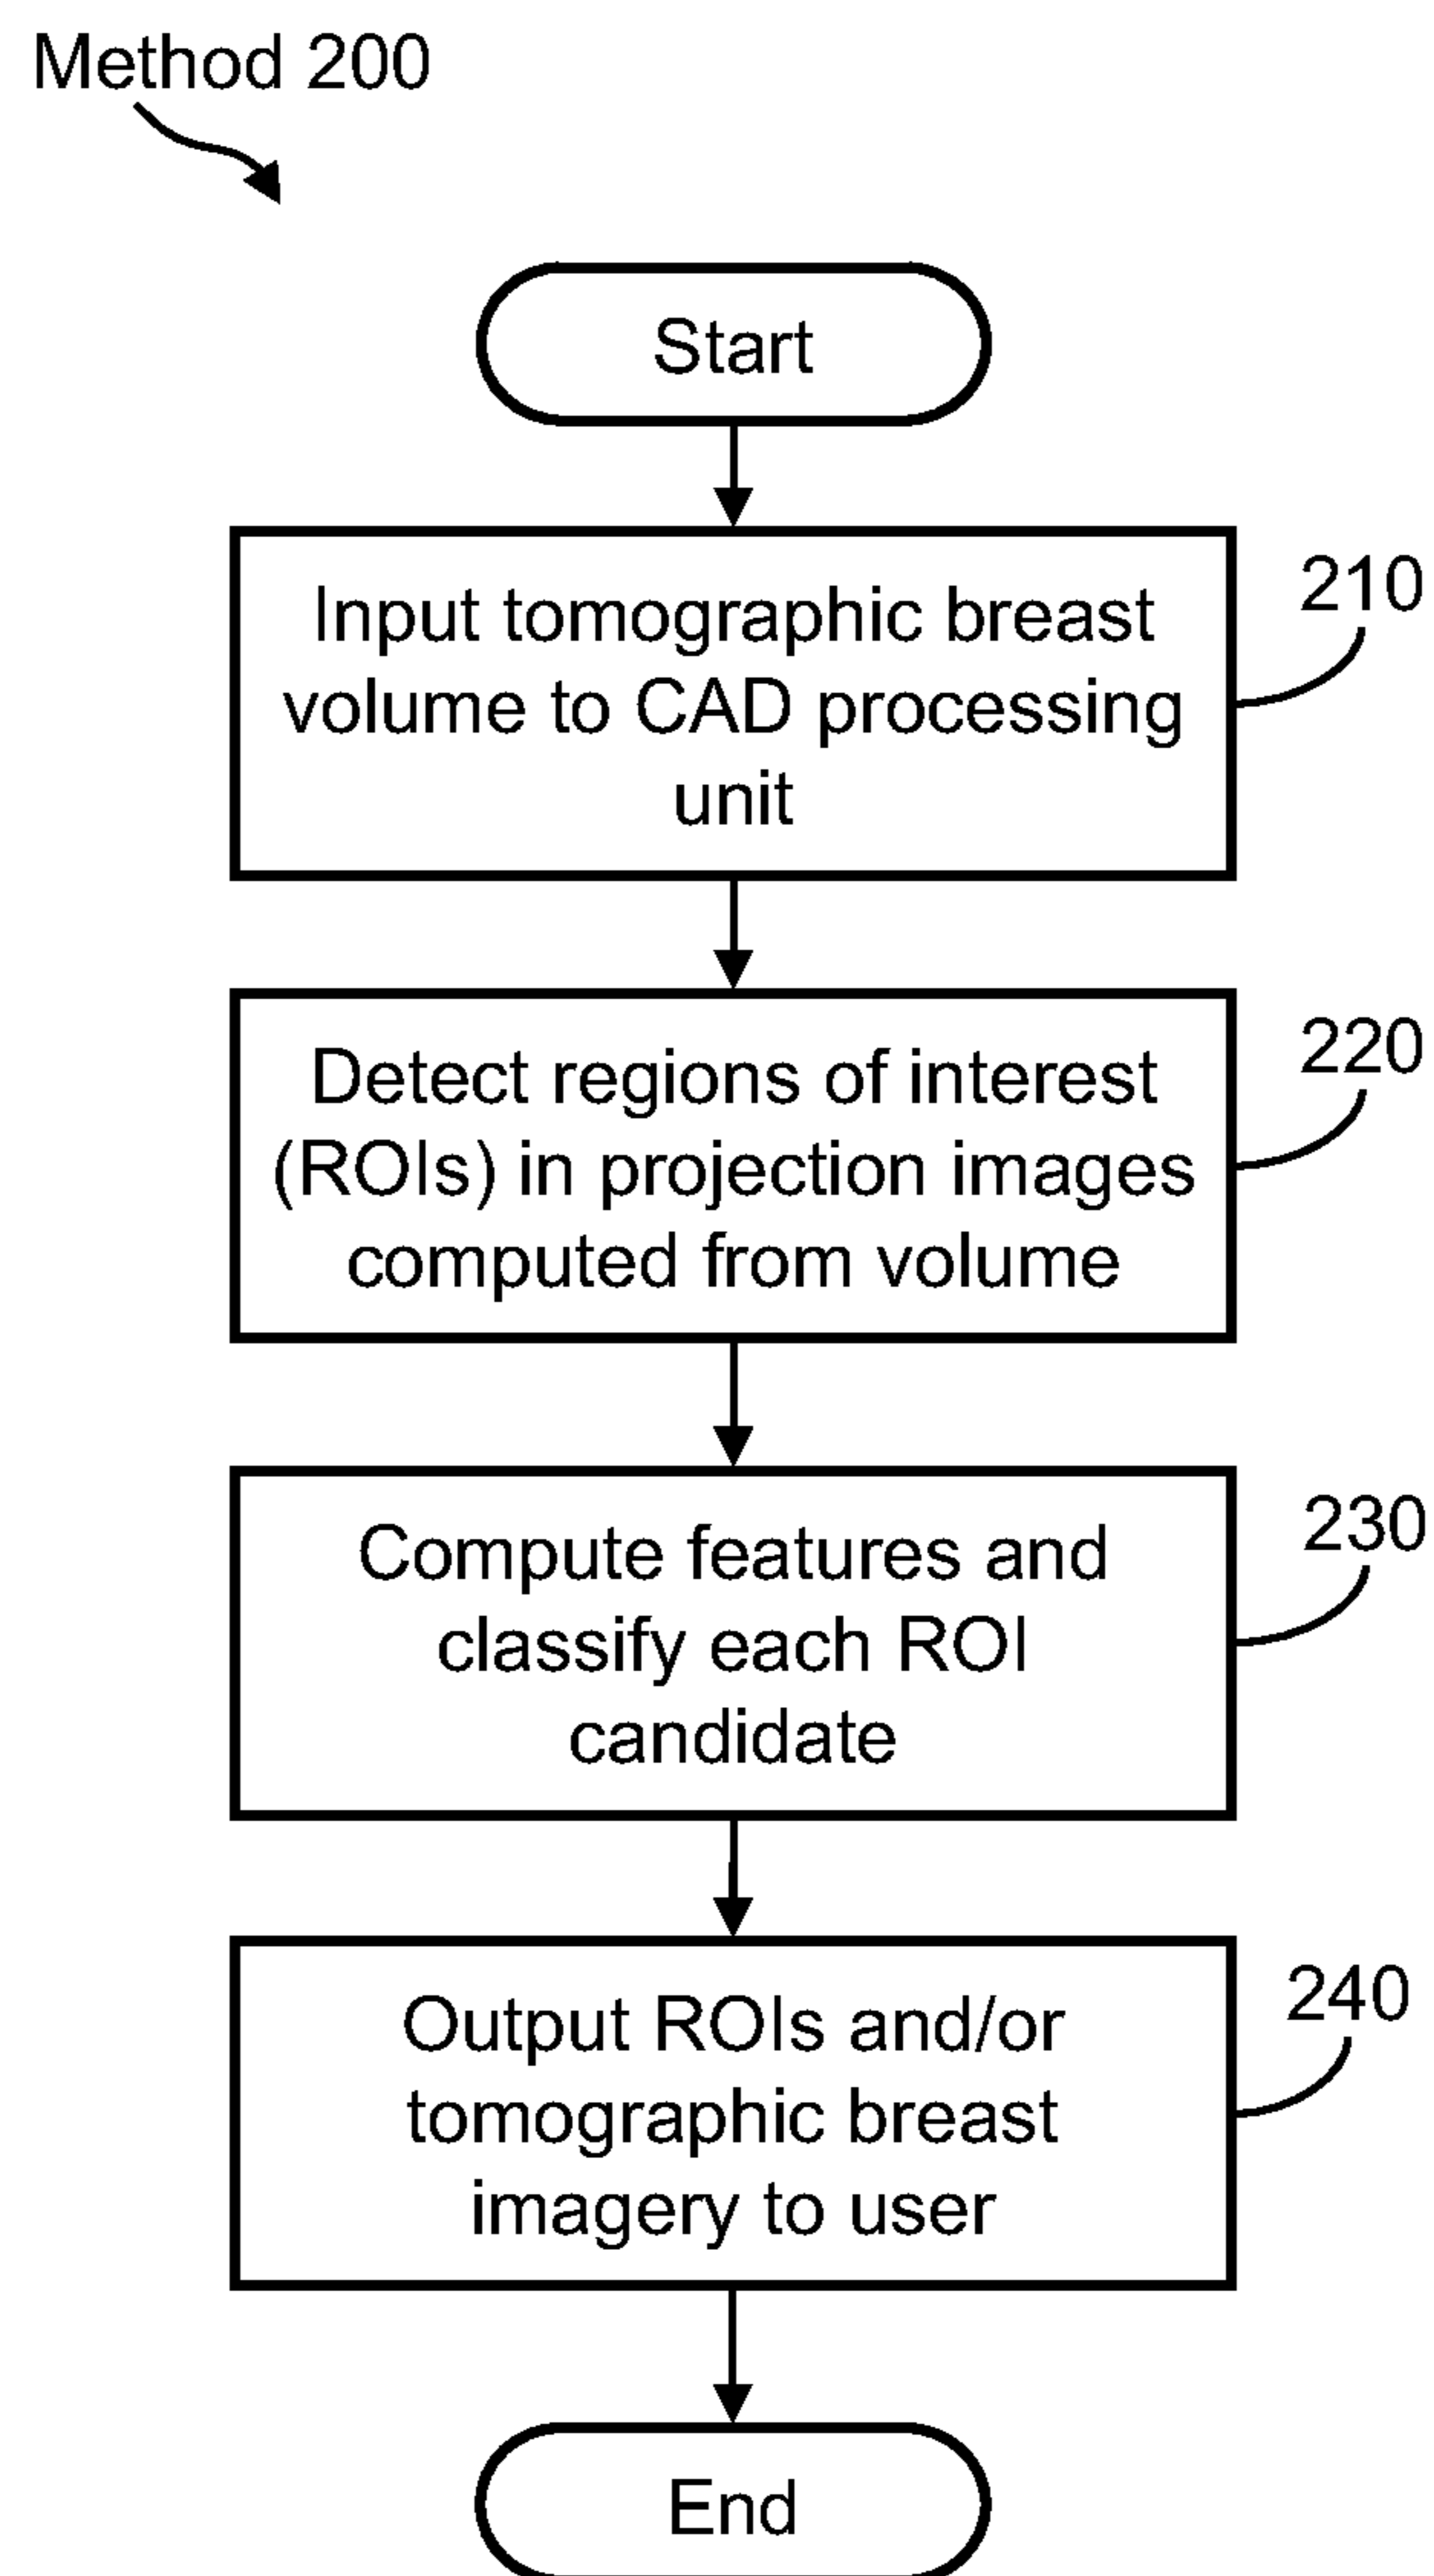 Method 200
Start
Input tomographic breast
volume to CAD processing
unit
210
Detect regions of interest
(ROIs) in projection images
computed from volume
220
Compute features and
classify each ROI
candidate
230
Output ROIs and/or
tomographic breast
imagery to user
240
End